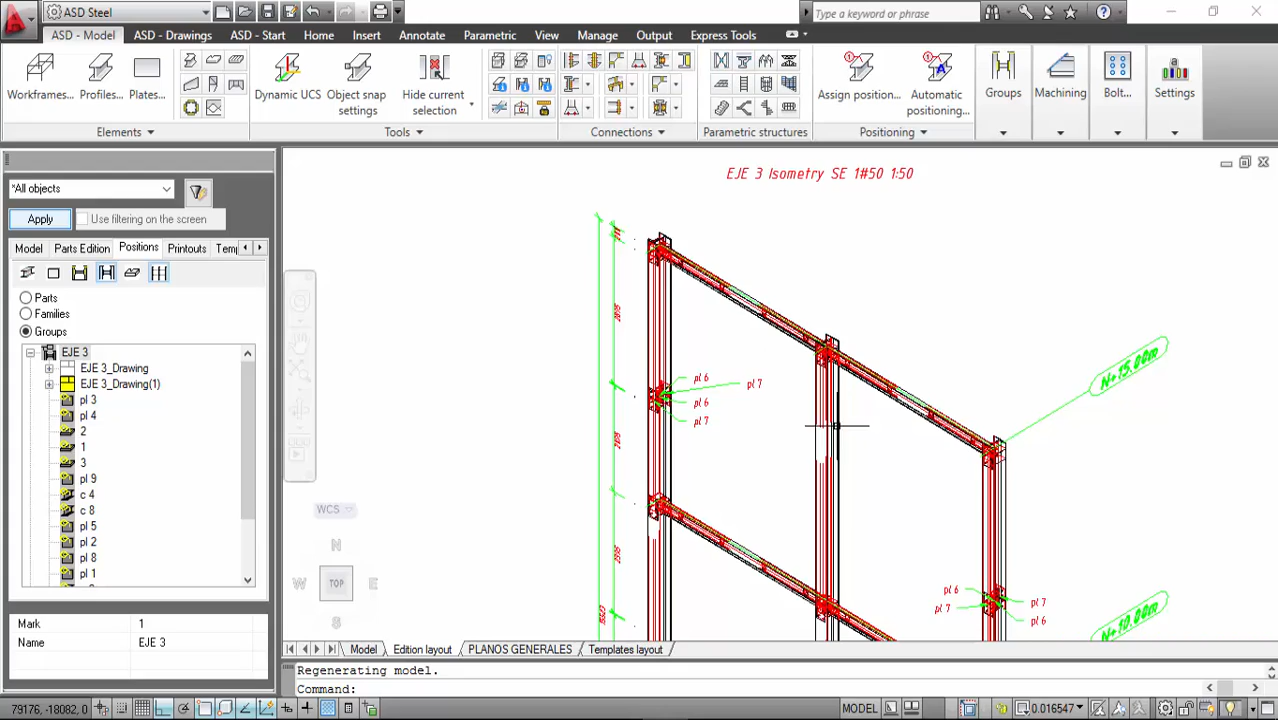 ASD Steel
Type a keyword or phrase
ASD - Model ASD - Drawings ASD - Start Home Insert Annotate Parametric View Manage Output Express Tools
Workframes... Profiles... Plates... Dynamic UCS Object snap settings Hide current selection Assign position... Automatic positioning... Groups Machining Bolt... Settings
Elements Tools Connections Parametric structures Positioning
*All objects
Apply Use filtering on the screen
Model Parts Edition Positions Printouts
Parts
Families
Groups
EJE 3
EJE 3_Drawing
EJE 3_Drawing(1)
pl 3
pl 4
2
1
3
pl 9
c 4
c 8
pl 5
pl 2
pl 8
pl 1
Mark 1
Name EJE 3
EJE 3 Isometry SE 1#50 1:50
N+15.00m
pl 6
pl 7
pl 6
pl 7
pl 6
pl 7
pl 7
pl 6
N+10.00m
WCS
N
W TOP E
S
Model Edition layout PLANOS GENERALES Templates layout
Regenerating model.
Command:
79176, -18082, 0 MODEL 0.016547